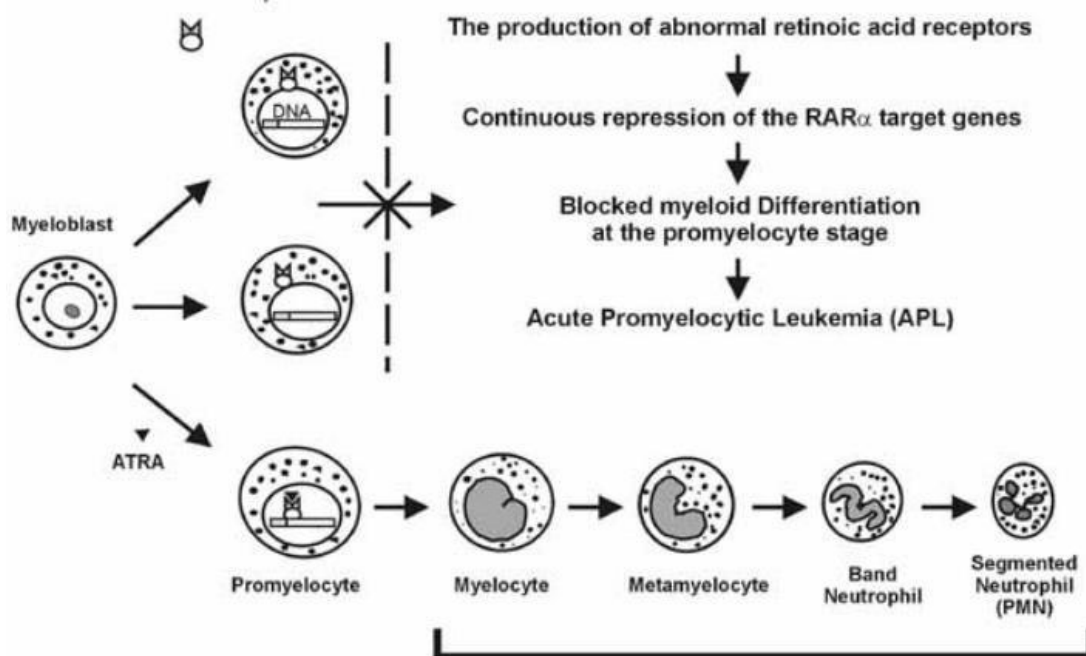 The production of abnormal retinoic acid receptors
Continuous repression of the RARα target genes
DNA
Blocked myeloid Differentiation
at the promyelocyte stage
Myeloblast
Acute Promyelocytic Leukemia (APL)
ATRA
Promyelocyte
Myelocyte
Metamyelocyte
Band
Neutrophil
Segmented
Neutrophil
(PMN)